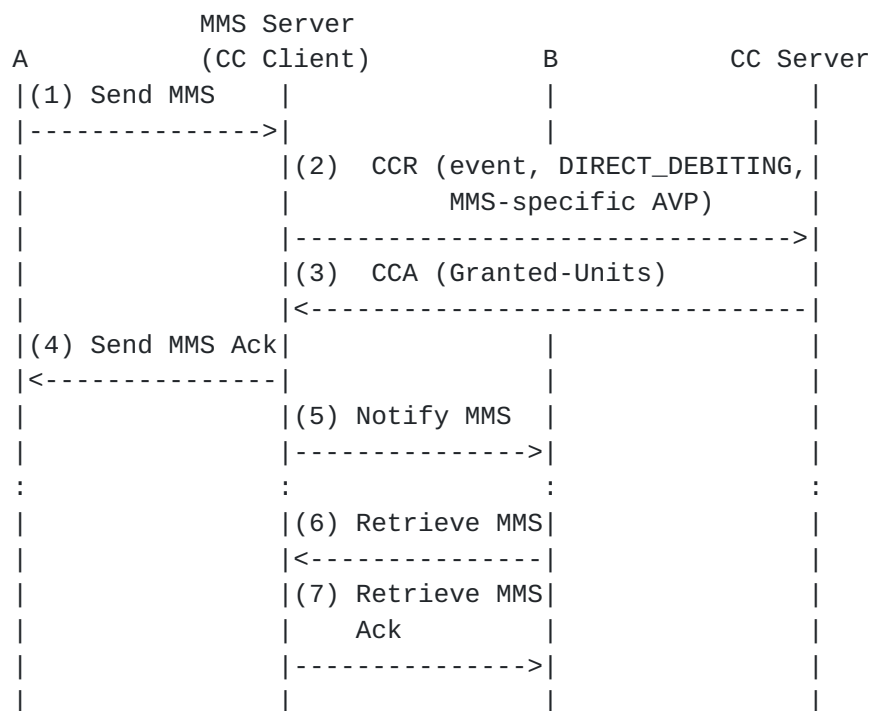 MMS Server
A (CC Client) B CC Server
|(1) Send MMS | | |
|--------------->| | |
| |(2) CCR (event, DIRECT_DEBITING,|
| | MMS-specific AVP) |
| |-------------------------------->|
| |(3) CCA (Granted-Units) |
| |<--------------------------------|
|(4) Send MMS Ack| | |
|<---------------| | |
| |(5) Notify MMS | |
| |--------------->| |
: : : :
| |(6) Retrieve MMS| |
| |<---------------| |
| |(7) Retrieve MMS| |
| | Ack | |
| |--------------->| |
| | | |